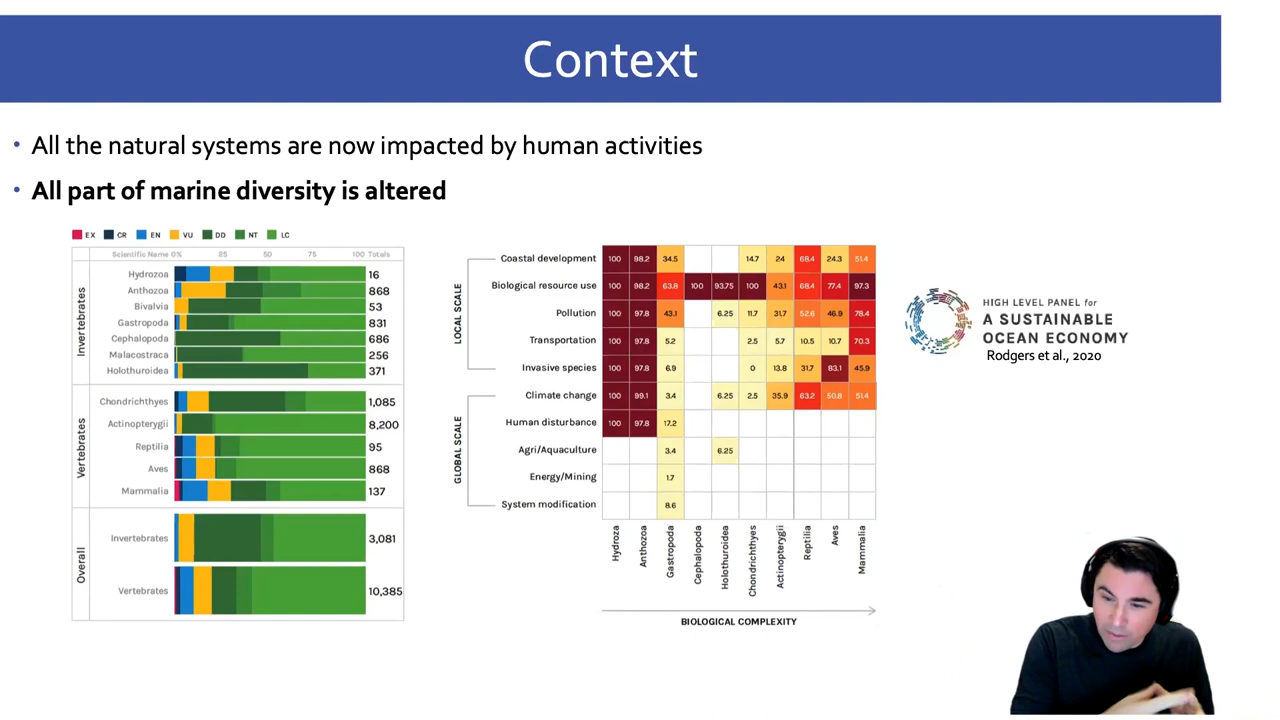 Context
• All the natural systems are now impacted by human activities
• All part of marine diversity is altered
EX CR EN VU DD NT LC
Scientific Name 0% 25 50 75 100 Totals
Invertebrates
Hydrozoa 16
Anthozoa 868
Bivalvia 53
Gastropoda 831
Cephalopoda 686
Malacostraca 256
Holothuroidea 371
Vertebrates
Chondrichthyes 1,085
Actinopterygii 8,200
Reptilia 95
Aves 868
Mammalia 137
Overall
Invertebrates 3,081
Vertebrates 10,385
LOCAL SCALE
Coastal development 100 98.2 34.5 14.7 24 68.4 24.3 51.4
Biological resource use 100 98.2 63.8 100 93.75 100 43.1 68.4 77.4 97.3
Pollution 100 97.8 43.1 6.25 11.7 31.7 52.6 46.9 78.4
Transportation 100 97.8 5.2 2.5 5.7 10.5 10.7 70.3
Invasive species 100 97.8 6.9 0 13.8 31.7 83.1 45.9
GLOBAL SCALE
Climate change 100 99.1 3.4 6.25 2.5 35.9 63.2 50.8 51.4
Human disturbance 100 97.8 17.2
Agri/Aquaculture 3.4 6.25
Energy/Mining 1.7
System modification 8.6
Hydroza
Anthozoa
Gastropoda
Cephalopoda
Holothuroidea
Chondrichthyes
Actinopterygii
Reptilia
Aves
Mammalia
BIOLOGICAL COMPLEXITY
HIGH LEVEL PANEL for
A SUSTAINABLE
OCEAN ECONOMY
Rodgers et al., 2020